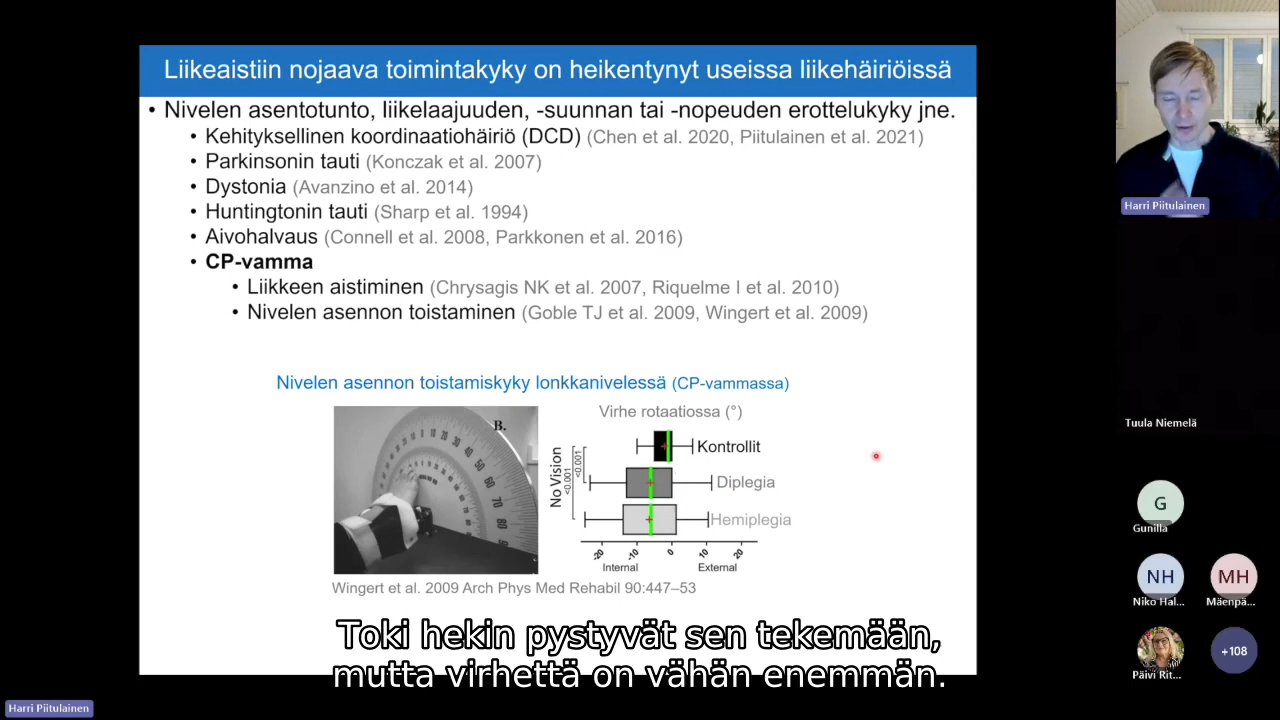 Liikeaistiin nojaava toimintakyky on heikentynyt useissa liikehäiriöissä
• Nivelen asentotunto, liikelaajuuden, -suunnan tai -nopeuden erottelukyky jne.
• Kehityksellinen koordinaatiohäiriö (DCD) (Chen et al. 2020, Piitulainen et al. 2021)
• Parkinsonin tauti (Konczak et al. 2007)
• Dystonia (Avanzino et al. 2014)
• Huntingtonin tauti (Sharp et al. 1994)
• Aivohalvaus (Connell et al. 2008, Parkkonen et al. 2016)
• CP-vamma
• Liikkeen aistiminen (Chrysagis NK et al. 2007, Riquelme I et al. 2010)
• Nivelen asennon toistaminen (Goble TJ et al. 2009, Wingert et al. 2009)
Nivelen asennon toistamiskyky lonkkanivelessä (CP-vammassa)
B.
Virhe rotaatiossa (°)
No Vision
<0.001
<0.001
Kontrollit
Diplegia
Hemiplegia
-20 -10 0 10 20
Internal External
Wingert et al. 2009 Arch Phys Med Rehabil 90:447–53
Toki hekin pystyvät sen tekemään,
mutta virhettä on vähän enemmän.
Harri Piitulainen
Harri Piitulainen
Tuula Niemelä
G
Gunilla
NH MH
Niko Hal... Mäenpä...
+108
Päivi Rit...